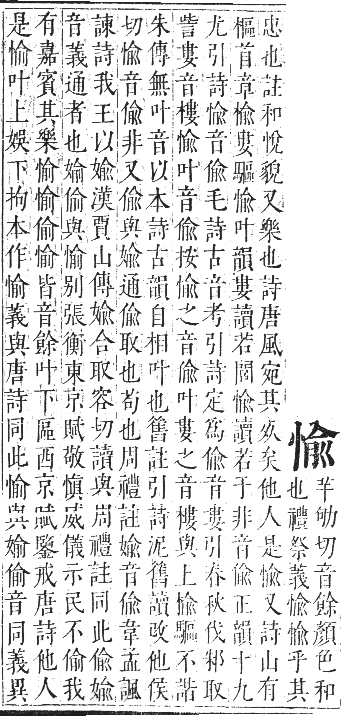 愉
羊劬切音餘顏色和
也禮祭義愉愉乎其
忠也註和悅貌又樂也詩唐風宛其死矣他人是愉又詩山有
樞首章榆婁驅愉叶韻婁讀若閭愉讀若于非音偷正韻十九
尤引詩愉音偷毛詩古音考引詩定為偷音婁引春秋伐邾取
訾婁音樓愉叶音偷按愉之音偷叶婁之音樓與上榆驅不諧
朱傳無叶音以本詩古韻自相叶也舊註引詩泥舊讀改他侯
切愉音偷非又偷與媮通偷取也苟也周禮註媮音偷韋孟諷
諫詩我王以媮漢賈山傳媮合取容切讀與周禮註同此偷媮
音義通者也媮偷與愉別張衡東京賦敬慎威儀示民不偷我
有嘉賓其樂愉愉偷愉皆音餘叶下區西京賦鑒戒唐詩他人
是愉叶上娛下拘本作愉義與唐詩同此愉與媮偷音同義異